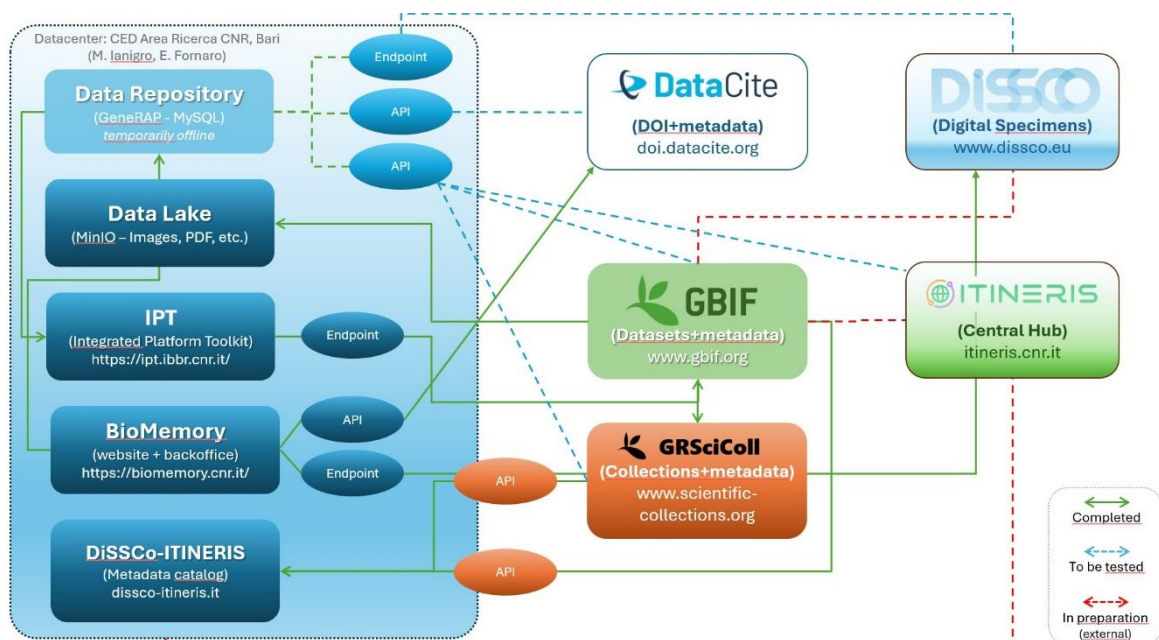 Datacenter: CED Area Ricerca CNR, Bari
(M. Ianigro, E. Fornaro)
Data Repository
(GeneRAP - MySQL)
temporarily offline
Data Lake
(MinIO – Images, PDF, etc.)
IPT
(Integrated Platform Toolkit)
https://ipt.ibbr.cnr.it/
BioMemory
(website + backoffice)
https://biomemory.cnr.it/
DiSSCo-ITINERIS
(Metadata catalog)
dissco-itineris.it
Endpoint
API
API
Endpoint
API
Endpoint
API
API
DataCite
(DOI+metadata)
doi.datacite.org
DISSCO
(Digital Specimens)
www.dissco.eu
GBIF
(Datasets+metadata)
www.gbif.org
ITINERIS
(Central Hub)
itineris.cnr.it
GRSciColl
(Collections+metadata)
www.scientific-
collections.org
Completed
To be tested
In preparation
(external)